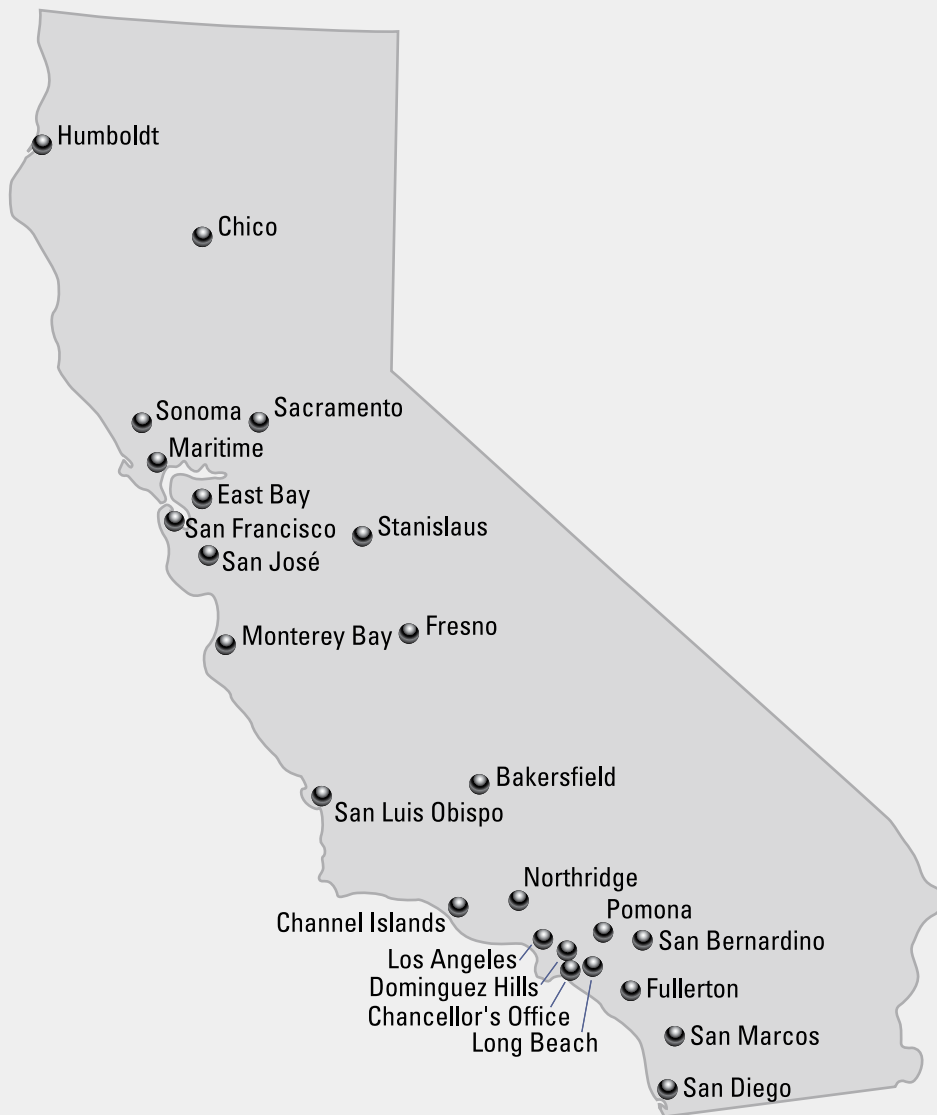 Humboldt
Chico
Sonoma
Sacramento
Maritime
East Bay
San Francisco
Stanislaus
San José
Monterey Bay
Fresno
Bakersfield
San Luis Obispo
Northridge
Channel Islands
Pomona
San Bernardino
Los Angeles
Dominguez Hills
Fullerton
Chancellor's Office
Long Beach
San Marcos
San Diego